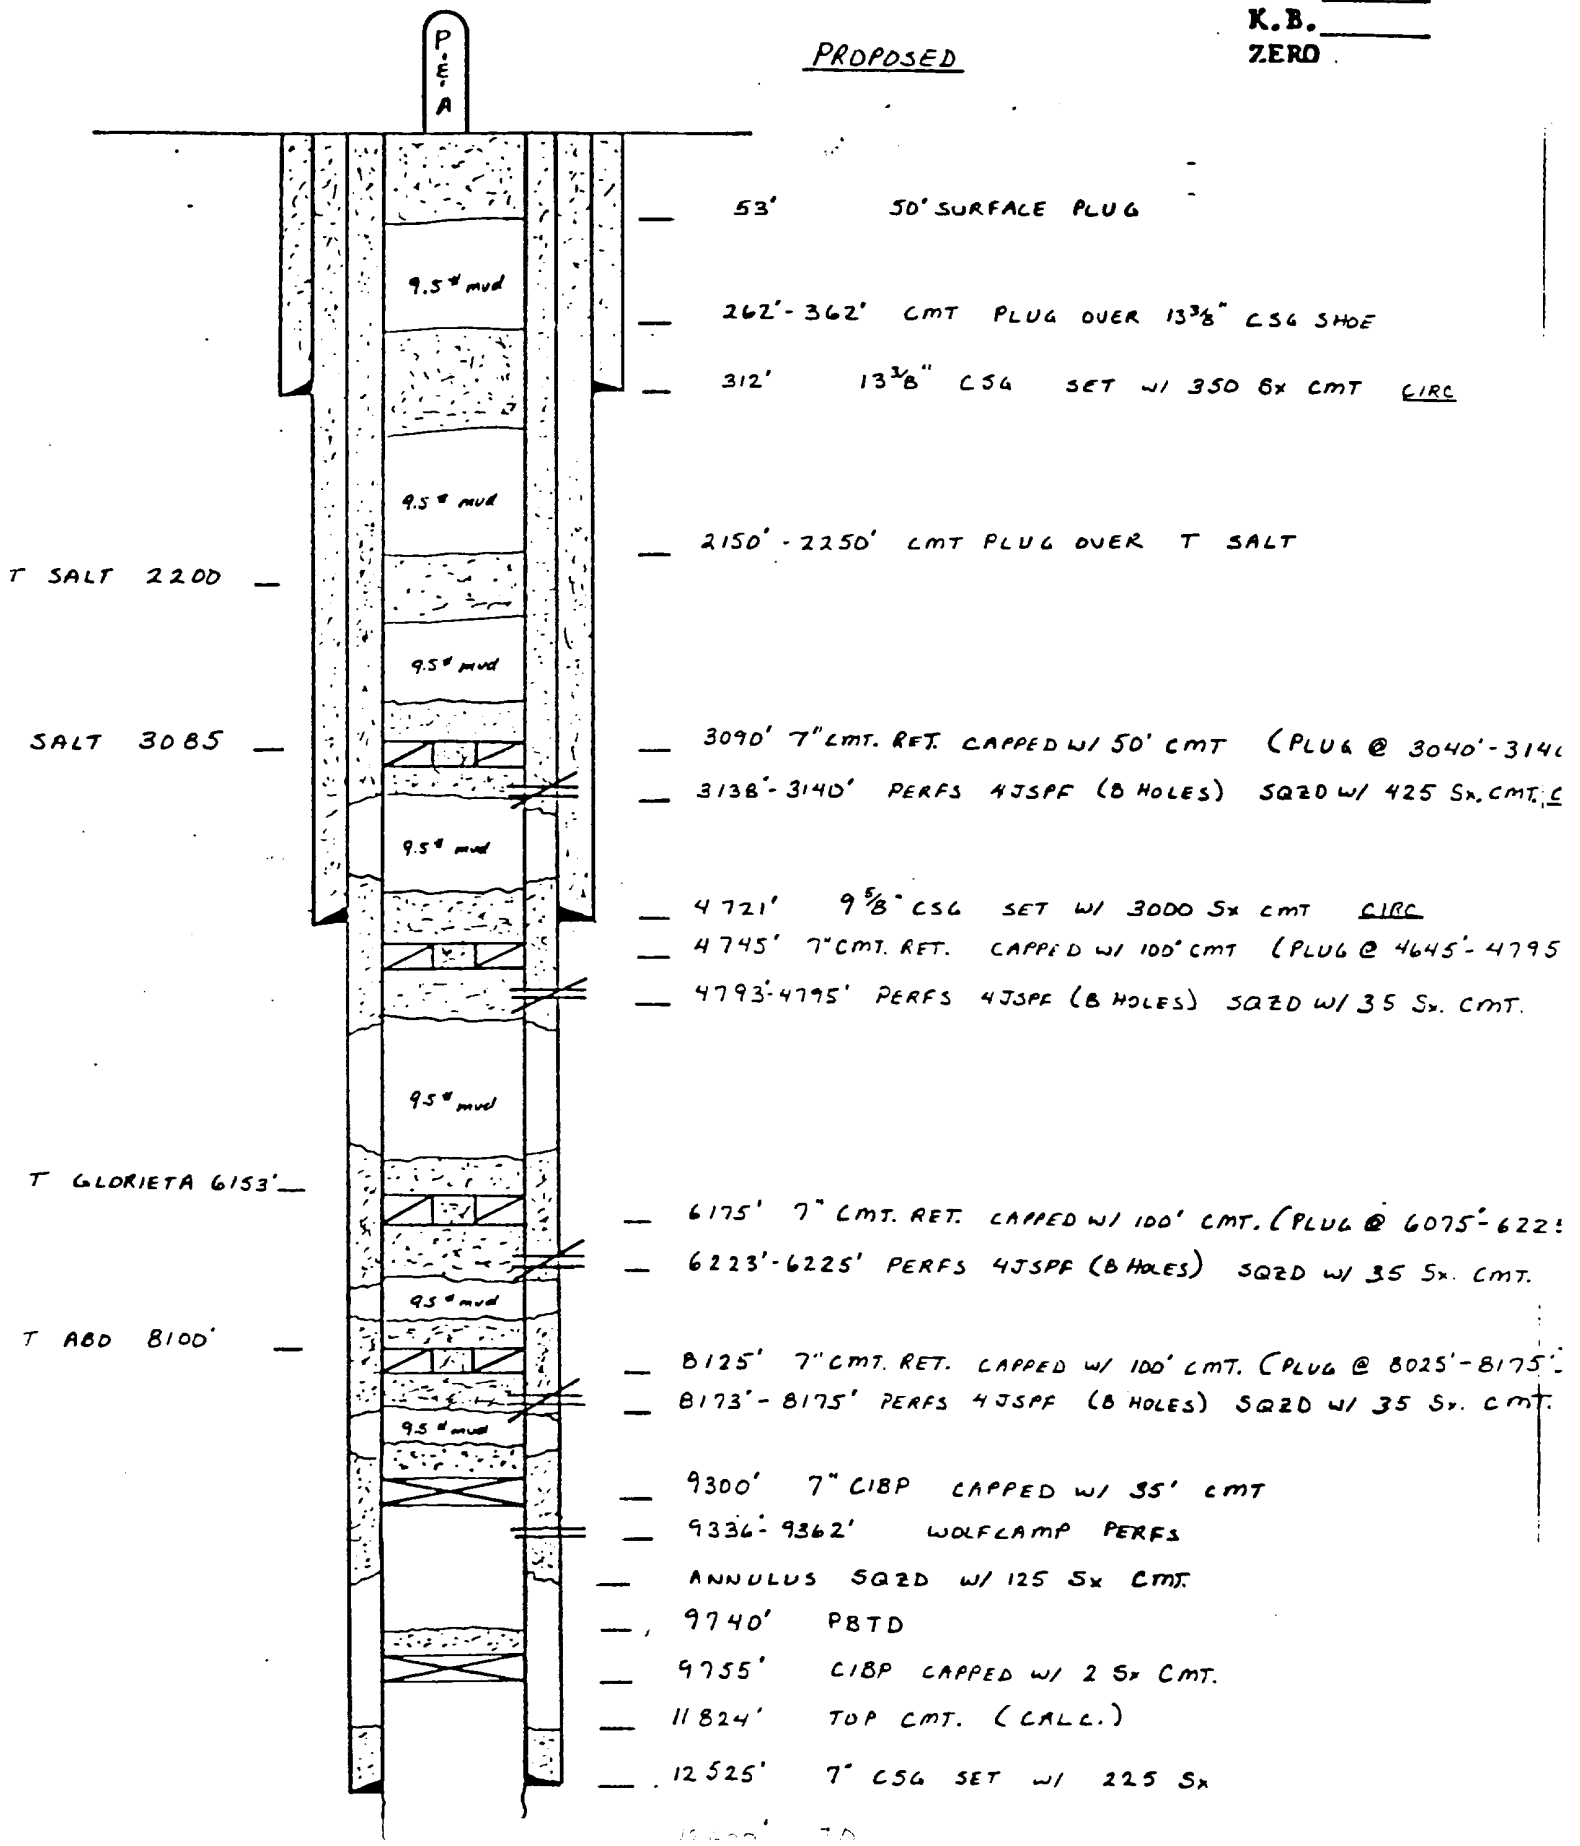 K.B.
ZERO
P.&A
PROPOSED
53' 50' SURFACE PLUG
9.5# mud
262'-362' CMT PLUG OVER 13 3/8" CSG SHOE
312' 13 3/8" CSG SET W/ 350 SX CMT CIRC
9.5# mud
2150'-2250' CMT PLUG OVER T SALT
T SALT 2200
9.5# mud
SALT 3085
3090' 7" CMT. RET. CAPPED W/ 50' CMT (PLUG @ 3040'-314
3138'-3140' PERFS 4JSPF (8 HOLES) SQZD W/ 425 Sx. CMT. C
9.5# mud
4721' 9 5/8" CSG SET W/ 3000 Sx CMT CIRC
4745' 7" CMT. RET. CAPPED W/ 100' CMT (PLUG @ 4645'-4795
4793'-4795' PERFS 4JSPF (8 HOLES) SQZD W/ 35 Sx. CMT.
9.5# mud
T GLORIETA 6153'
6175' 7" CMT. RET. CAPPED W/ 100' CMT. (PLUG @ 6075'-622
6223'-6225' PERFS 4JSPF (8 HOLES) SQZD W/ 35 Sx. CMT.
9.5# mud
T ABO 8100'
8125' 7" CMT. RET. CAPPED W/ 100' CMT. (PLUG @ 8025'-8175'
8173'-8175' PERFS 4JSPF (8 HOLES) SQZD W/ 35 Sx. CMT.
9.5# mud
9300' 7" CIBP CAPPED W/ 35' CMT
9336'-9362' WOLFCAMP PERFS
ANNULUS SQZD W/ 125 Sx CMT.
9740' PBTD
9755' CIBP CAPPED W/ 2 Sx CMT.
11824' TOP CMT. (CALC.)
12525' 7" CSG SET W/ 225 Sx
TD